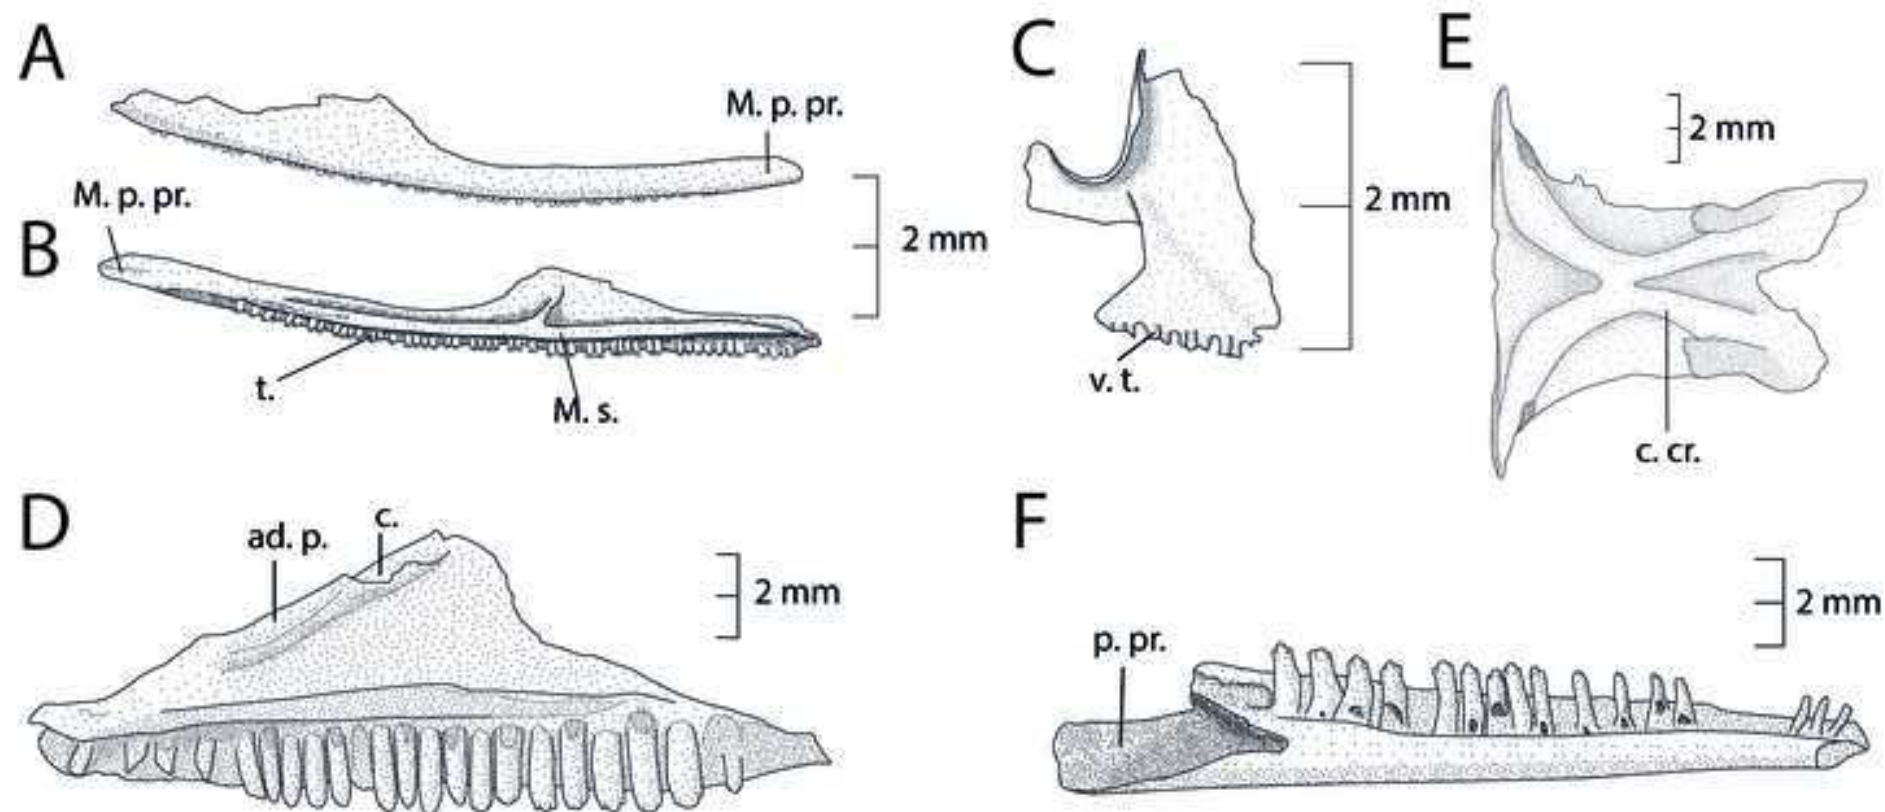 A
M. p. pr.
M. p. pr.
B
2 mm
t.
M. s.
C
2 mm
v. t.
E
2 mm
c. cr.
D
ad. p.
c.
2 mm
F
2 mm
p. pr.